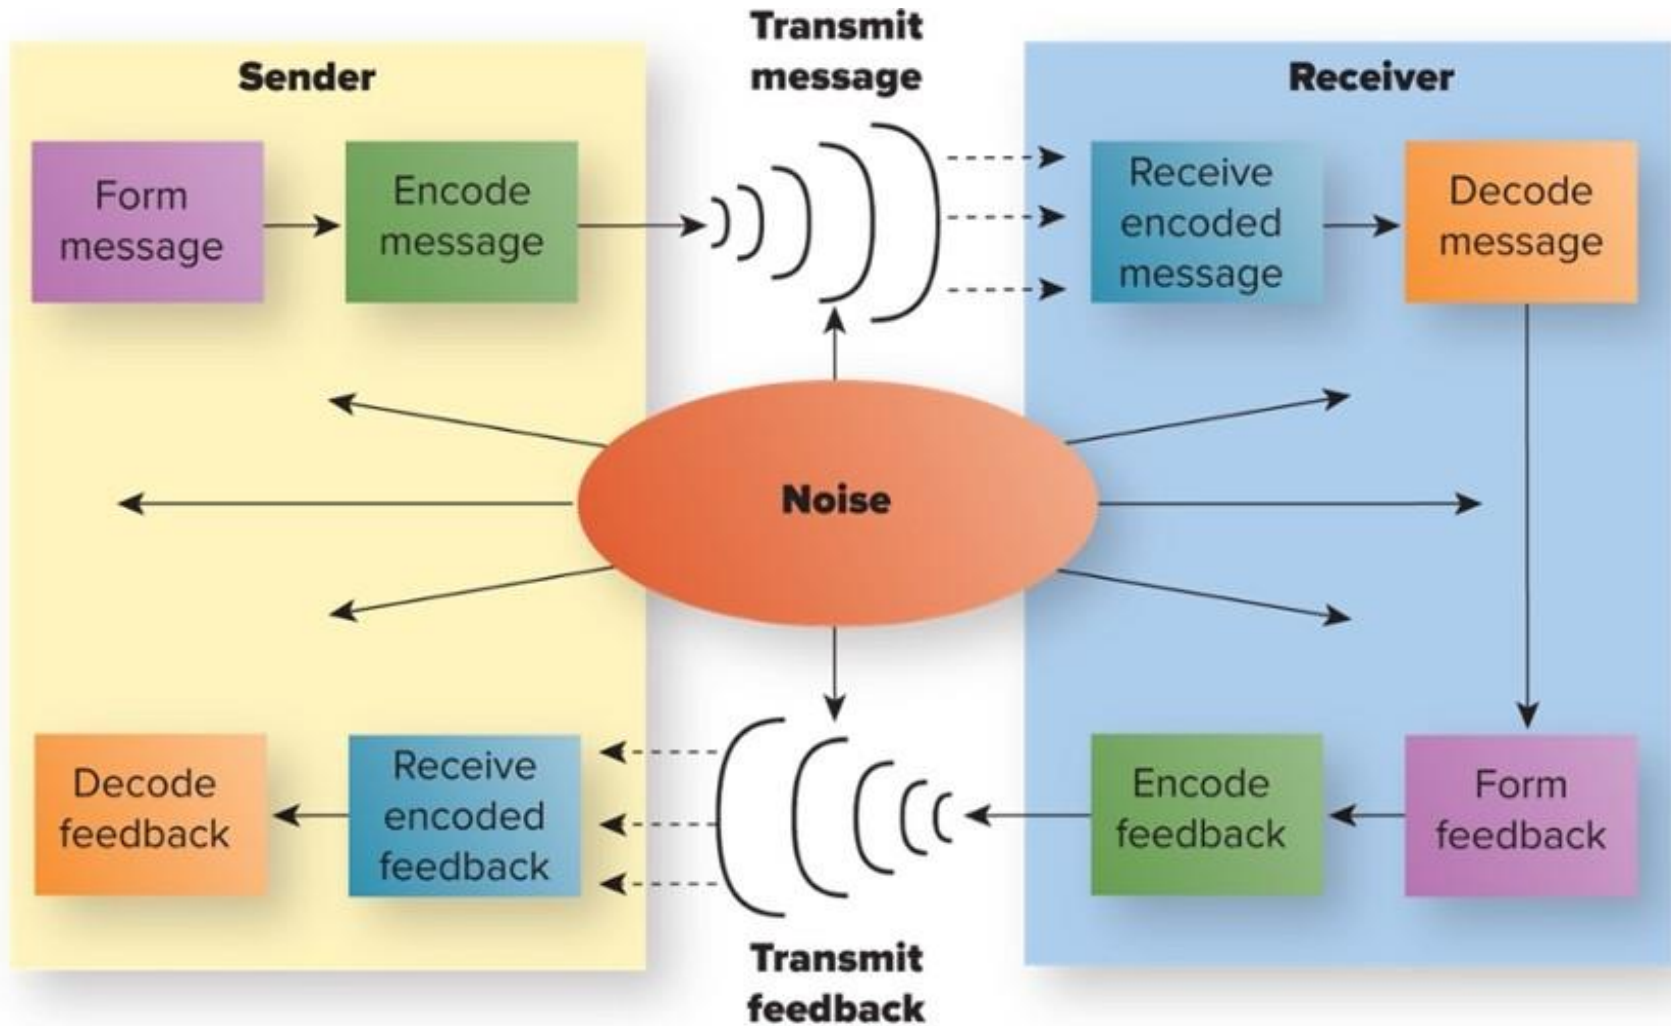 Transmit
message
Sender
Receiver
Form
message
Encode
message
Receive
encoded
message
Decode
message
Noise
Decode
feedback
Receive
encoded
feedback
Encode
feedback
Form
feedback
Transmit
feedback